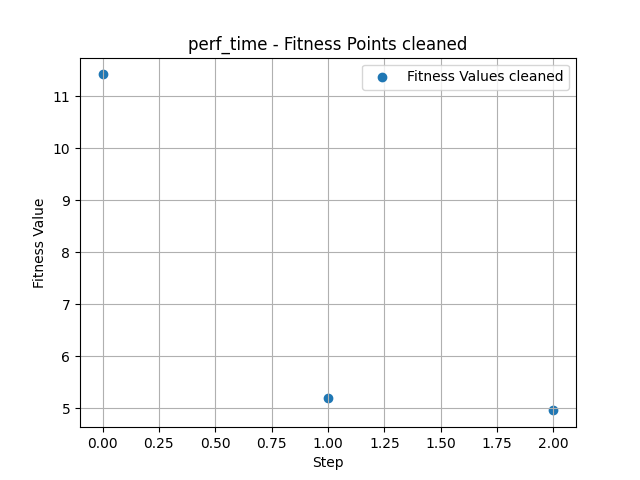 perf_time - Fitness Points cleaned
Fitness Values cleaned
Fitness Value
11
10
9
8
7
6
5
0.00 0.25 0.50 0.75 1.00 1.25 1.50 1.75 2.00
Step